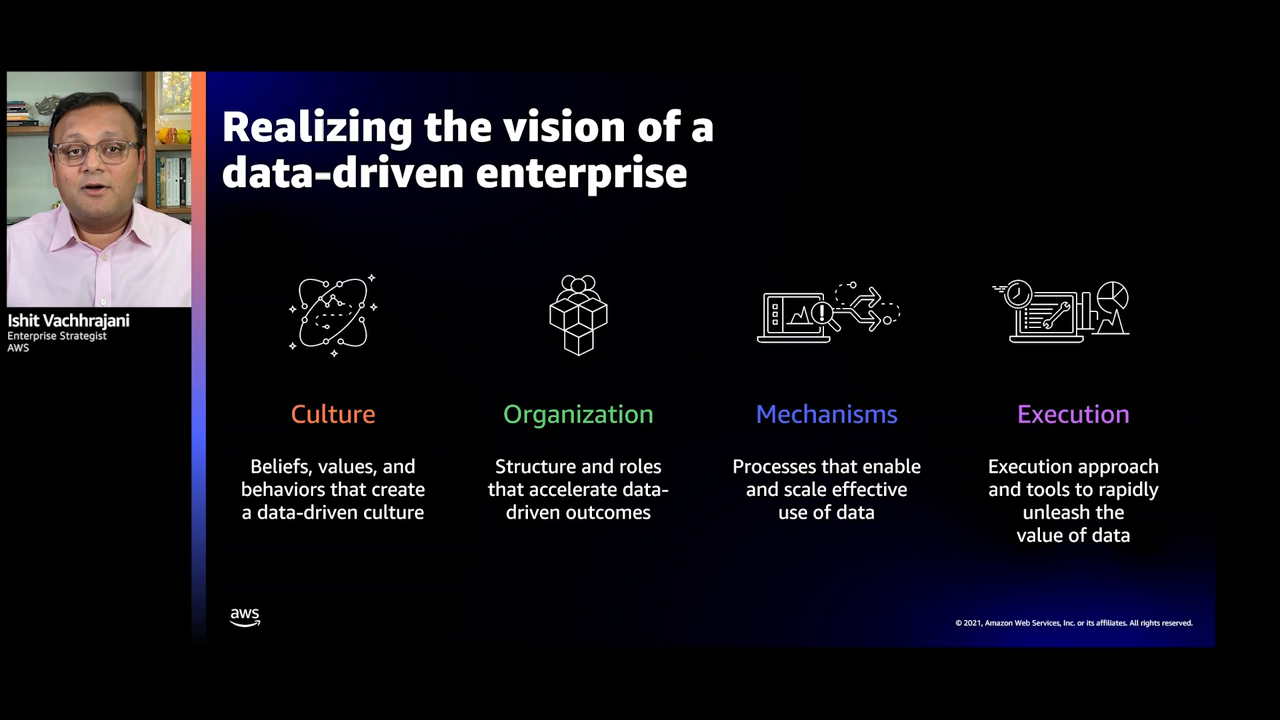 Realizing the vision of a
data-driven enterprise
Ishit Vachhrajani
Enterprise Strategist
AWS
Culture
Beliefs, values, and
behaviors that create
a data-driven culture
Organization
Structure and roles
that accelerate data-
driven outcomes
Mechanisms
Processes that enable
and scale effective
use of data
Execution
Execution approach
and tools to rapidly
unleash the
value of data
aws
© 2021, Amazon Web Services, Inc. or its affiliates. All rights reserved.